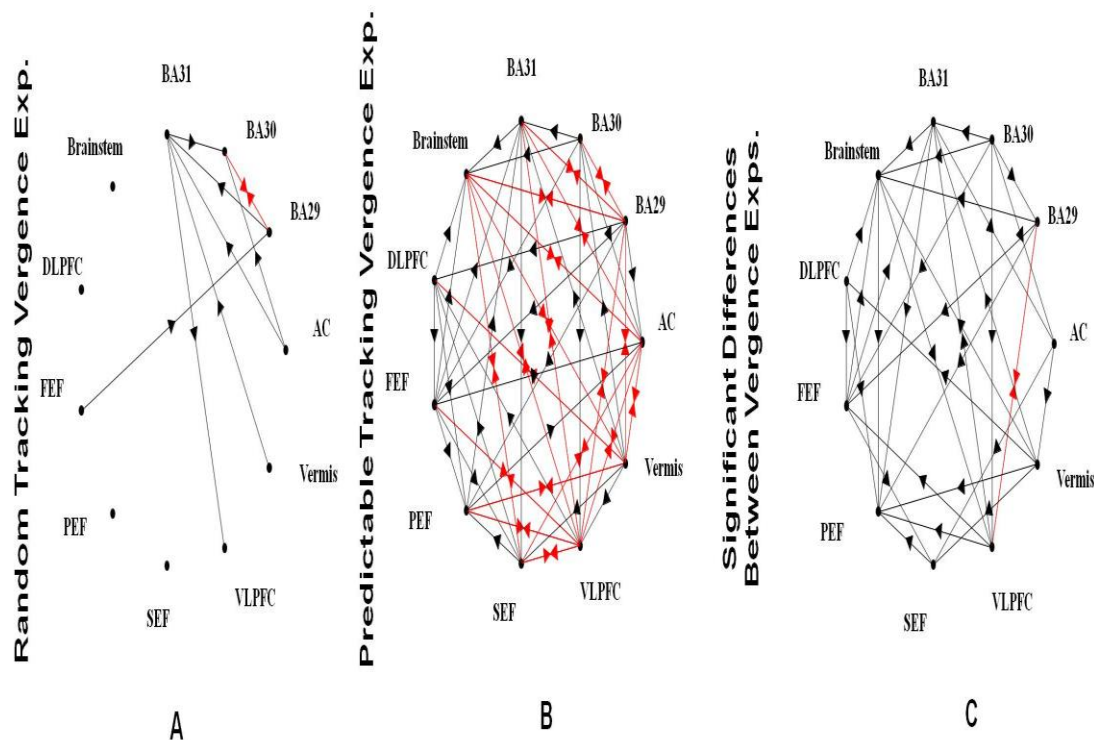 Random Tracking Vergence Exp.
BA31
BA30
Brainstem
BA29
DLPFC
AC
FEF
Vermis
PEF
VLPFC
SEF
A
Predictable Tracking Vergence Exp.
BA31
BA30
Brainstem
BA29
DLPFC
AC
FEF
Vermis
PEF
VLPFC
SEF
B
Significant Differences
Between Vergence Exps.
BA31
BA30
Brainstem
BA29
DLPFC
AC
FEF
Vermis
PEF
VLPFC
SEF
C